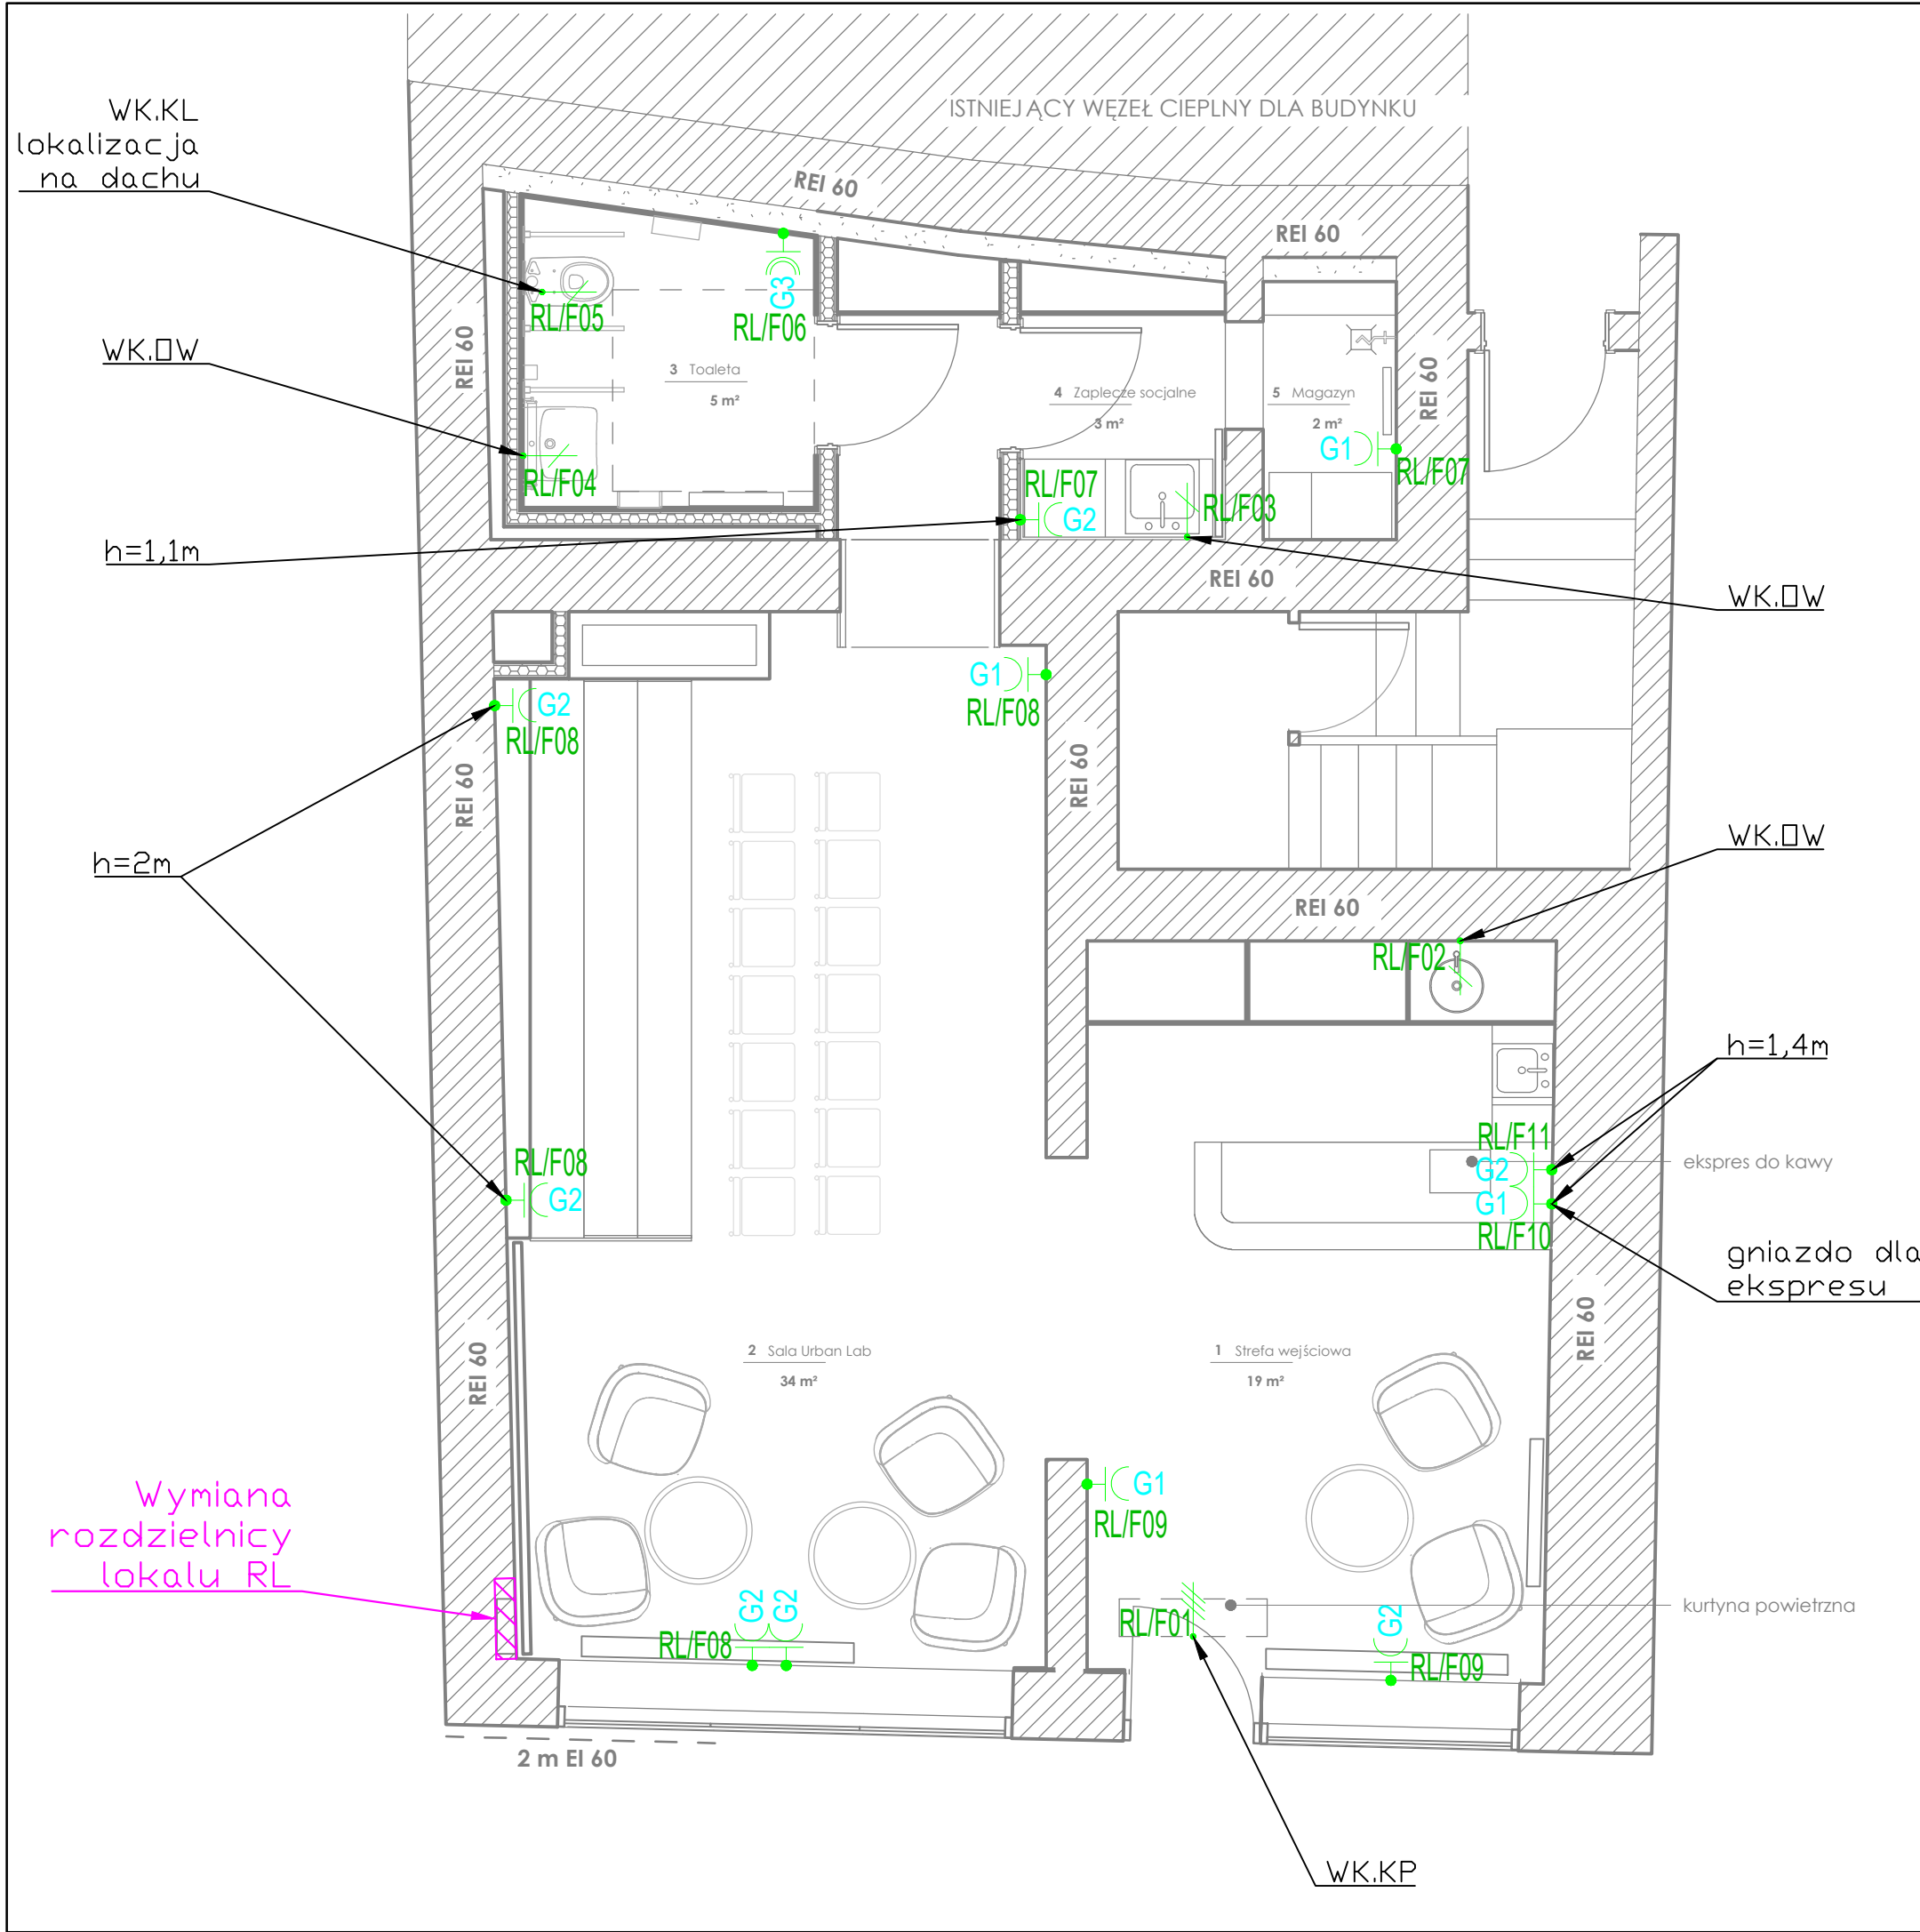 ISTNIEJĄCY WĘZEŁ CIEPLNY DLA BUDYNKU
WK.KL
lokalizacja
na dachu
REI 60
REI 60
G3
RL/F05
RL/F06
REI 60
WK.OW
3 Toaleta
5 m²
4 Zaplecze socjalne
3 m²
5 Magazyn
2 m²
REI 60
G1
RL/F07
RL/F04
RL/F07
G2
RL/F03
h=1,1m
REI 60
WK.OW
G1
RL/F08
G2
RL/F08
REI 60
REI 60
h=2m
WK.OW
REI 60
RL/F02
h=1,4m
RL/F11
G2
ekspres do kawy
G1
RL/F10
RL/F08
G2
gniazdo dla
ekspresu
REI 60
REI 60
2 Sala Urban Lab
34 m²
1 Strefa wejściowa
19 m²
Wymiana
rozdzielnicy
lokalu RL
G1
RL/F09
G2
G2
RL/F08
RL/F01
G2
RL/F09
kurtyna powietrzna
2 m EI 60
WK.KP